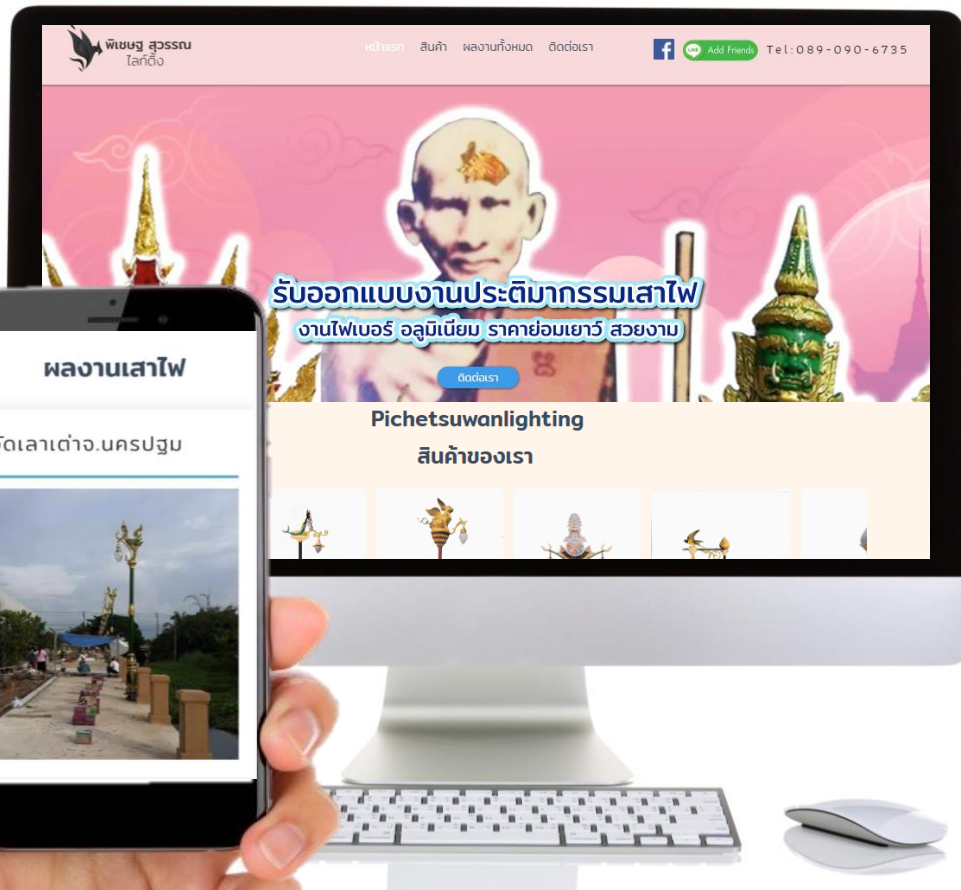 พิเชษฐ สุวรรณ
ไลท์ติ้ง
หน้าแรก สินค้า ผลงานทั้งหมด ติดต่อเรา
LINE Add Friends Tel:089-090-6735
รับออกแบบงานประติมากรรมเสาไฟ
งานไฟเบอร์ อลูมิเนียม ราคาย่อมเยาว์ สวยงาม
ติดต่อเรา
Pichetsuwanlighting
สินค้าของเรา
ผลงานเสาไฟ
วัดเลาเต่าจ.นครปฐม